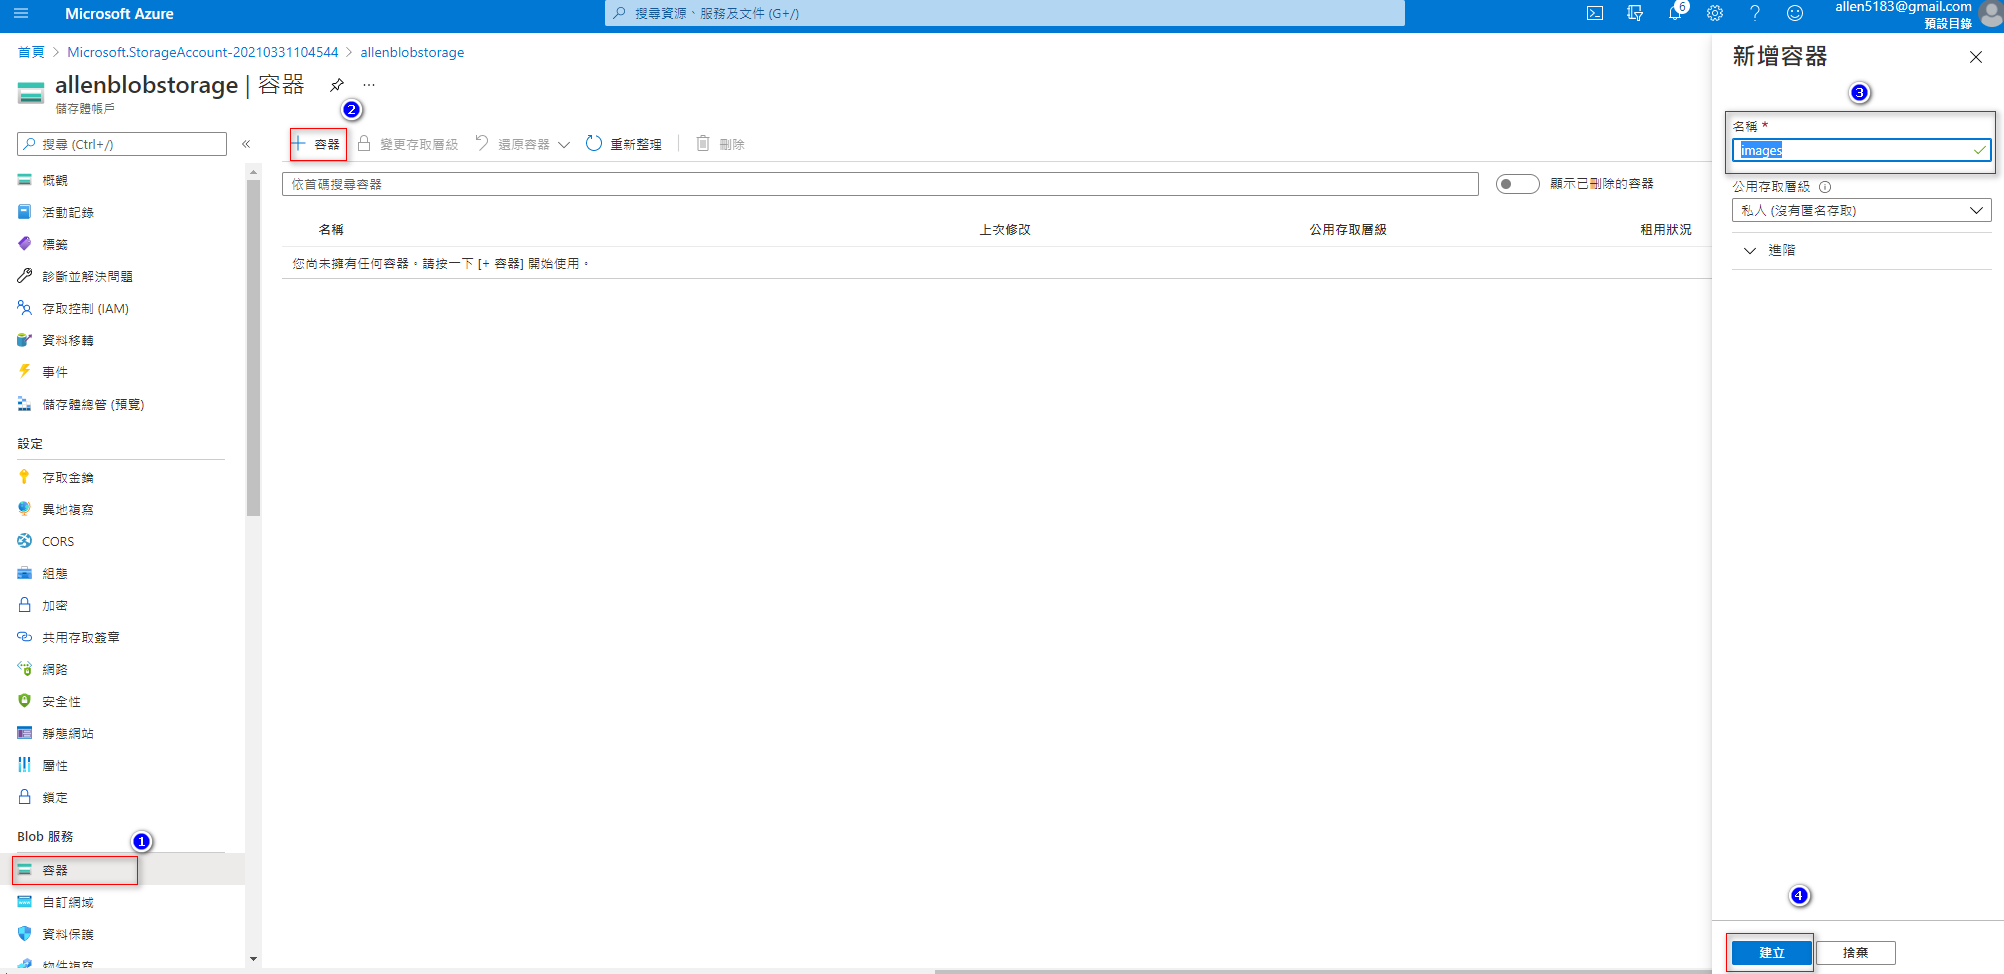 Microsoft Azure
搜尋資源、服務及文件 (G+/)
6
allen5183@gmail.com
預設目錄
首頁 > Microsoft.StorageAccount-20210331104544 > allenblobstorage
allenblobstorage | 容器
儲存體帳戶
2
搜尋 (Ctrl+/)
概觀
活動記錄
標籤
診斷並解決問題
存取控制 (IAM)
資料移轉
事件
儲存體總管 (預覽)
設定
存取金鑰
異地複寫
CORS
組態
加密
共用存取簽章
網路
安全性
靜態網站
屬性
鎖定
Blob 服務
1
容器
自訂網域
資料保護
物件複寫
容器
變更存取層級
還原容器
重新整理
刪除
依首碼搜尋容器
顯示已刪除的容器
名稱
上次修改
公用存取層級
租用狀況
您尚未擁有任何容器。請按一下 [+ 容器] 開始使用。
新增容器
3
名稱 *
images
公用存取層級
私人 (沒有匿名存取)
進階
4
建立
捨棄